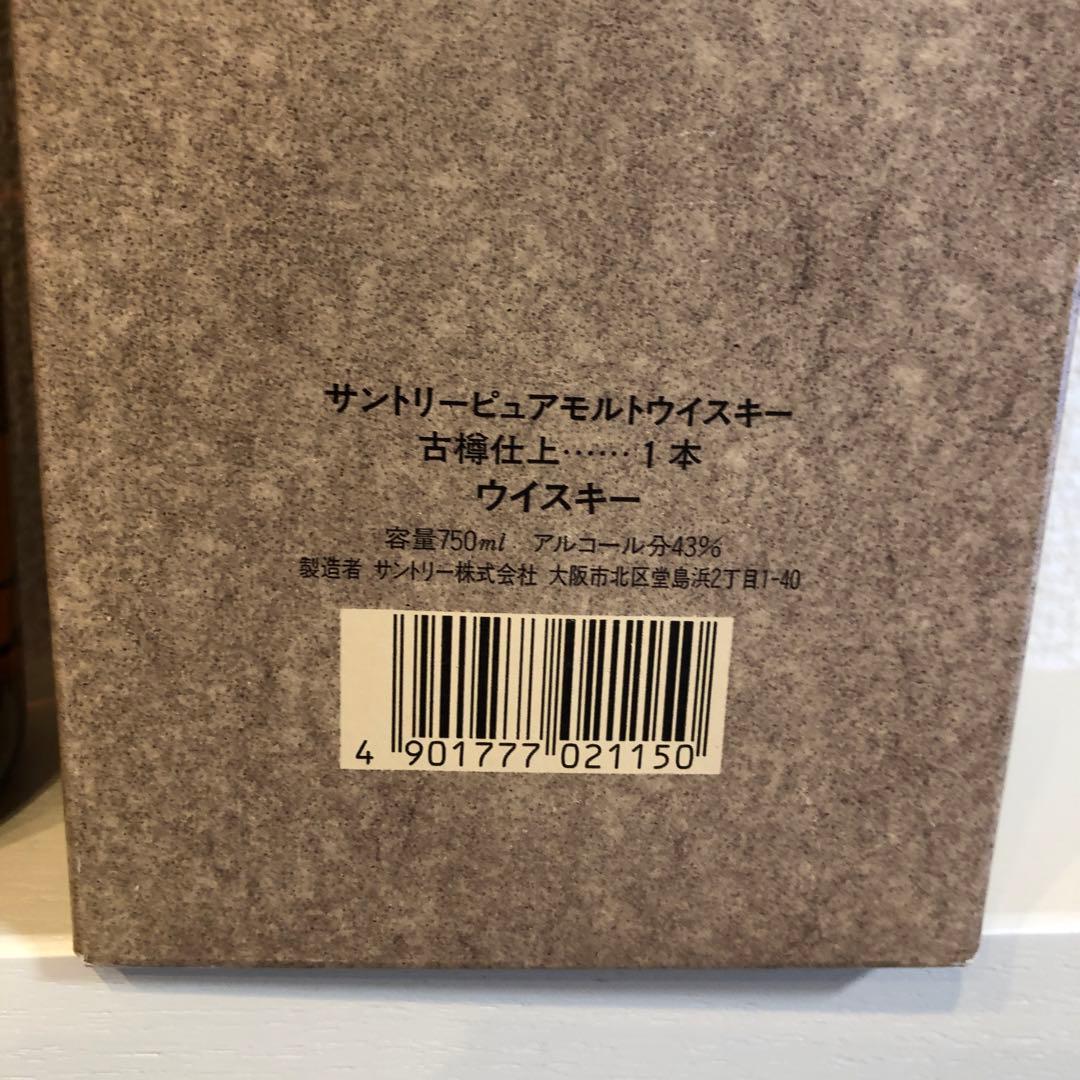 サントリーピュアモルトウイスキー
古樽仕上……1本
ウイスキー
容量750ml アルコール分43%
製造者 サントリー株式会社 大阪市北区堂島浜2丁目1-40
4 901777 021150